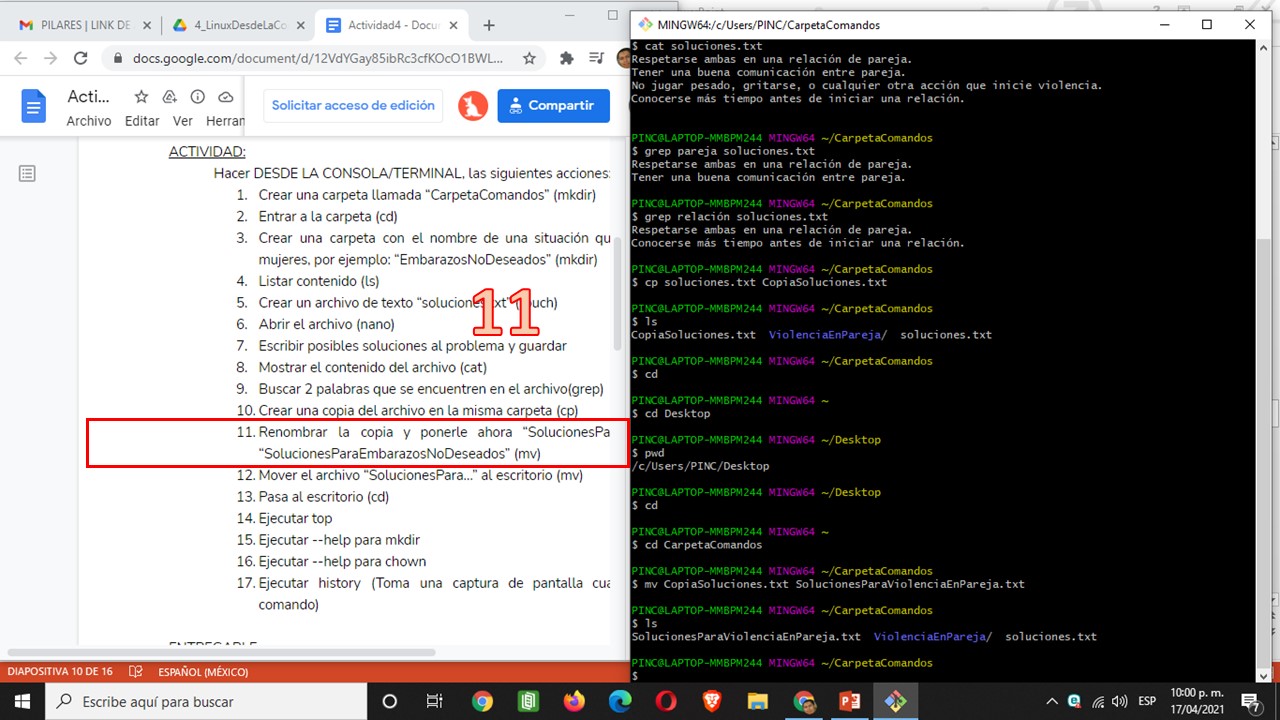 PILARES | LINK DE
4_LinuxDesdeLaCo
Actividad4 - Docu
docs.google.com/document/d/12VdYGay85ibRc3cfKOcO1BWL...
Acti
Solicitar acceso de edición
Compartir
Archivo Editar Ver Herran
ACTIVIDAD:
Hacer DESDE LA CONSOLA/TERMINAL, las siguientes acciones:
1. Crear una carpeta llamada “CarpetaComandos” (mkdir)
2. Entrar a la carpeta (cd)
3. Crear una carpeta con el nombre de una situación qu
mujeres, por ejemplo: “EmbarazosNoDeseados” (mkdir)
4. Listar contenido (ls)
5. Crear un archivo de texto “soluciones.txt” (touch)
11
6. Abrir el archivo (nano)
7. Escribir posibles soluciones al problema y guardar
8. Mostrar el contenido del archivo (cat)
9. Buscar 2 palabras que se encuentren en el archivo(grep)
10. Crear una copia del archivo en la misma carpeta (cp)
11. Renombrar la copia y ponerle ahora “SolucionesPa
“SolucionesParaEmbarazosNoDeseados” (mv)
12. Mover el archivo “SolucionesPara...” al escritorio (mv)
13. Pasa al escritorio (cd)
14. Ejecutar top
15. Ejecutar --help para mkdir
16. Ejecutar --help para chown
17. Ejecutar history (Toma una captura de pantalla cua
comando)
DIAPOSITIVA 10 DE 16 ESPAÑOL (MÉXICO)
MINGW64:/c/Users/PINC/CarpetaComandos
$ cat soluciones.txt
Respetarse ambas en una relación de pareja.
Tener una buena comunicación entre pareja.
No jugar pesado, gritarse, o cualquier otra acción que inicie violencia.
Conocerse más tiempo antes de iniciar una relación.
PINC@LAPTOP-MMBPM244 MINGW64 ~/CarpetaComandos
$ grep pareja soluciones.txt
Respetarse ambas en una relación de pareja.
Tener una buena comunicación entre pareja.
PINC@LAPTOP-MMBPM244 MINGW64 ~/CarpetaComandos
$ grep relación soluciones.txt
Respetarse ambas en una relación de pareja.
Conocerse más tiempo antes de iniciar una relación.
PINC@LAPTOP-MMBPM244 MINGW64 ~/CarpetaComandos
$ cp soluciones.txt CopiaSoluciones.txt
PINC@LAPTOP-MMBPM244 MINGW64 ~/CarpetaComandos
$ ls
CopiaSoluciones.txt ViolenciaEnPareja/ soluciones.txt
PINC@LAPTOP-MMBPM244 MINGW64 ~/CarpetaComandos
$ cd
PINC@LAPTOP-MMBPM244 MINGW64 ~
$ cd Desktop
PINC@LAPTOP-MMBPM244 MINGW64 ~/Desktop
$ pwd
/c/Users/PINC/Desktop
PINC@LAPTOP-MMBPM244 MINGW64 ~/Desktop
$ cd
PINC@LAPTOP-MMBPM244 MINGW64 ~
$ cd CarpetaComandos
PINC@LAPTOP-MMBPM244 MINGW64 ~/CarpetaComandos
$ mv CopiaSoluciones.txt SolucionesParaViolenciaEnPareja.txt
PINC@LAPTOP-MMBPM244 MINGW64 ~/CarpetaComandos
$ ls
SolucionesParaViolenciaEnPareja.txt ViolenciaEnPareja/ soluciones.txt
PINC@LAPTOP-MMBPM244 MINGW64 ~/CarpetaComandos
$
Escribe aquí para buscar
ESP
10:00 p. m.
17/04/2021
7